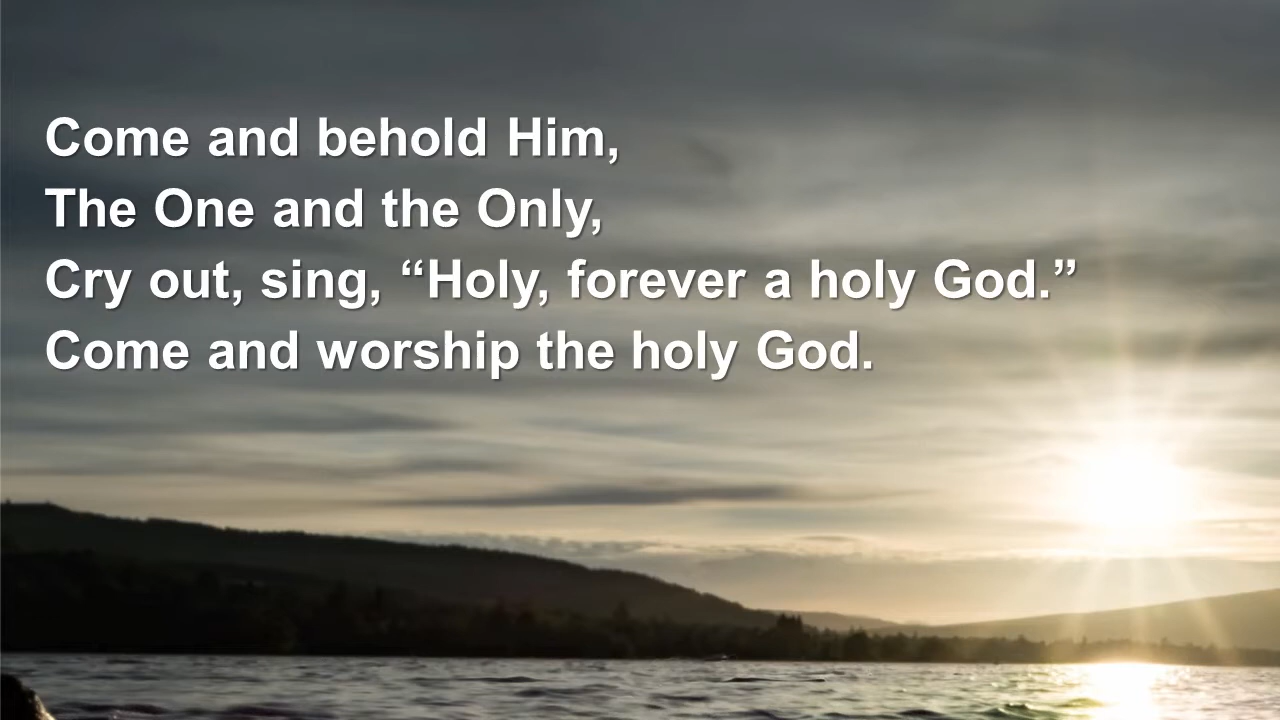 Come and behold Him,
The One and the Only,
Cry out, sing, “Holy, forever a holy God.”
Come and worship the holy God.